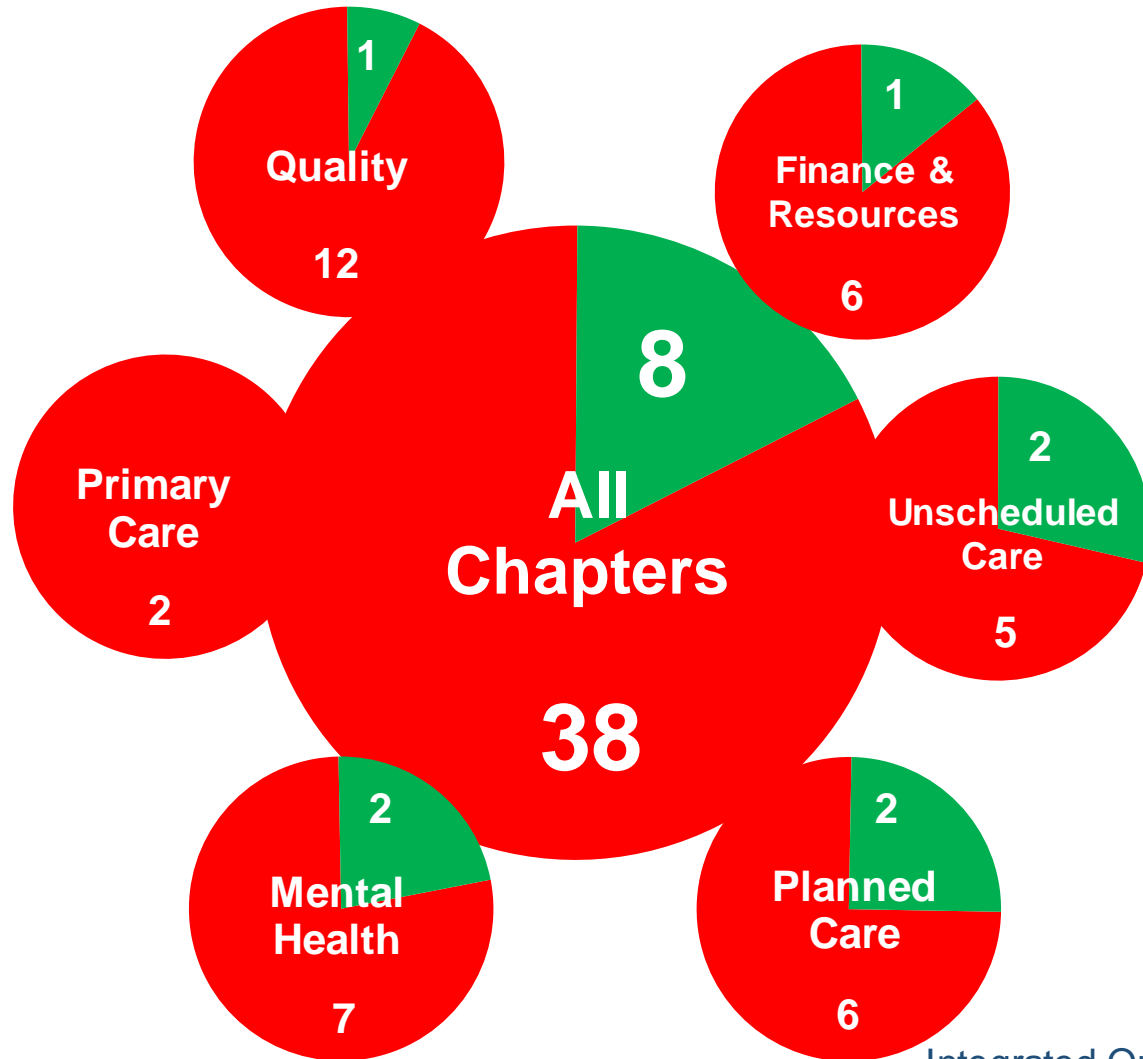 1
Quality
12
1
Finance &
Resources
6
8
All
Chapters
38
2
Unscheduled
Care
5
Primary
Care
2
2
Mental
Health
7
2
Planned
Care
6
Integrated